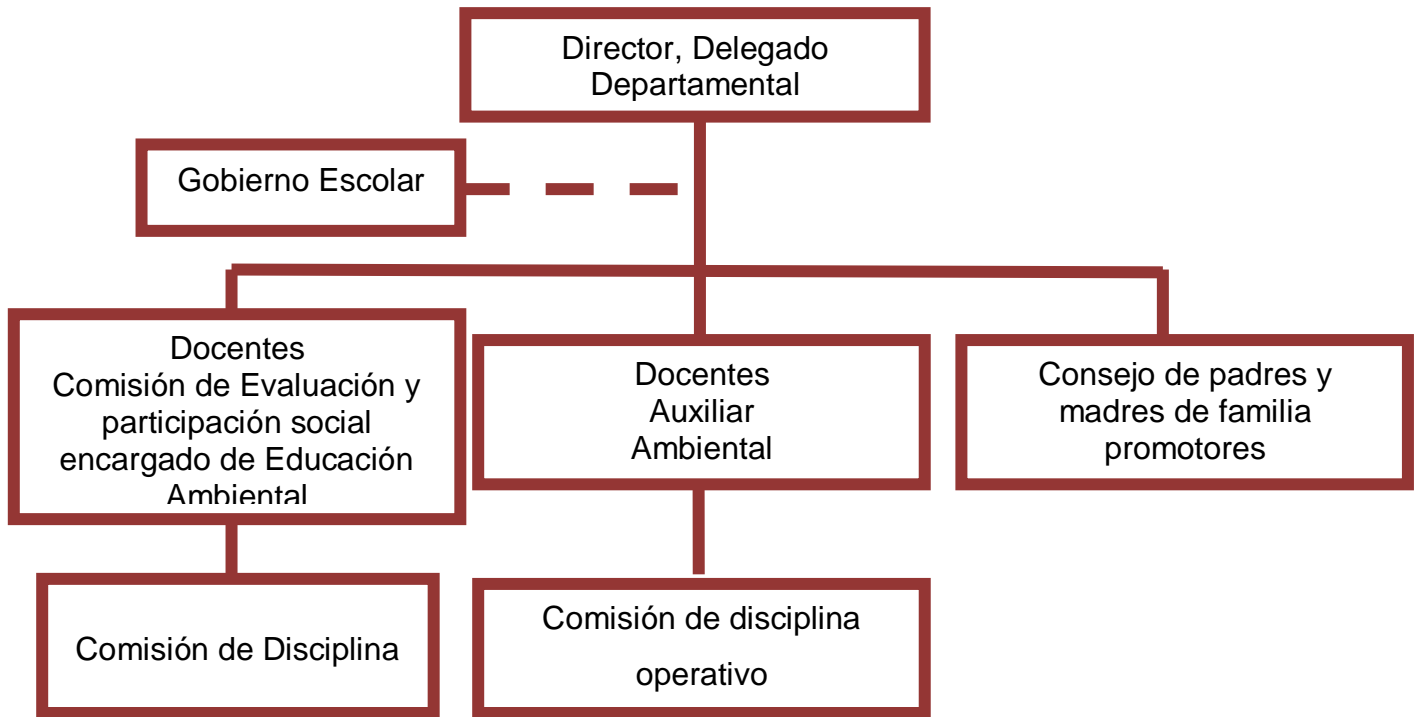 Director, Delegado
Departamental
Gobierno Escolar
Docentes
Comisión de Evaluación y
participación social
encargado de Educación
Ambiental
Docentes
Auxiliar
Ambiental
Consejo de padres y
madres de familia
promotores
Comisión de Disciplina
Comisión de disciplina
operativo